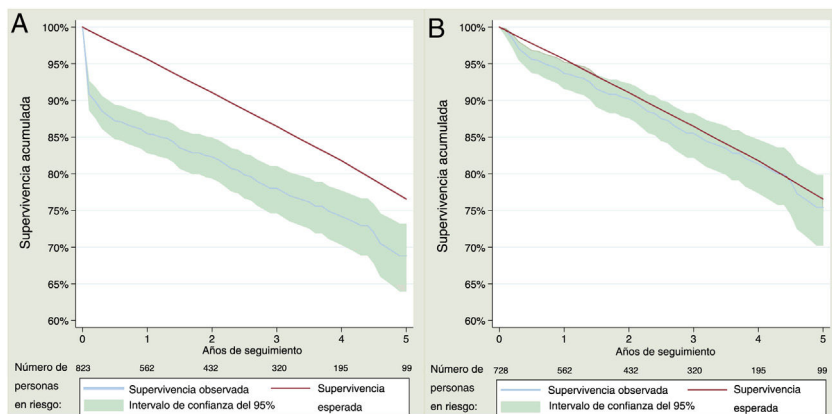 A
Supervivencia acumulada
100%
95%
90%
85%
80%
75%
70%
65%
60%
0 1 2 3 4 5
Años de seguimiento
Número de personas en riesgo:
823 562 432 320 195 99
Supervivencia observada
Supervivencia esperada
Intervalo de confianza del 95%
B
Supervivencia acumulada
100%
95%
90%
85%
80%
75%
70%
65%
60%
0 1 2 3 4 5
Años de seguimiento
Número de personas en riesgo:
728 562 432 320 195 99
Supervivencia observada
Supervivencia esperada
Intervalo de confianza del 95%